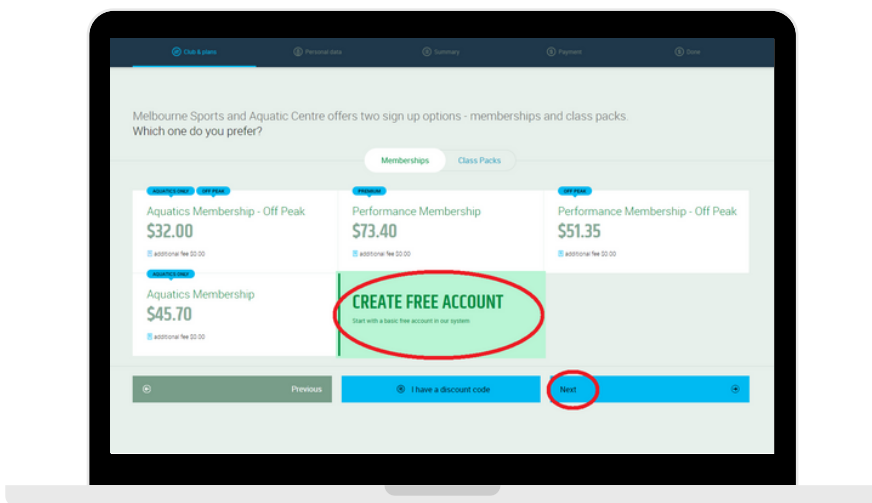 Club & plans
Personal data
Summary
Payment
Done
Melbourne Sports and Aquatic Centre offers two sign up options - memberships and class packs.
Which one do you prefer?
Memberships
Class Packs
AQUATICS ONLY OFF PEAK
Aquatics Membership - Off Peak
$32.00
additional fee $0.00
PREMIUM
Performance Membership
$73.40
additional fee $0.00
OFF PEAK
Performance Membership - Off Peak
$51.35
additional fee $0.00
AQUATICS ONLY
Aquatics Membership
$45.70
additional fee $0.00
CREATE FREE ACCOUNT
Start with a basic free account in our system
Previous
I have a discount code
Next